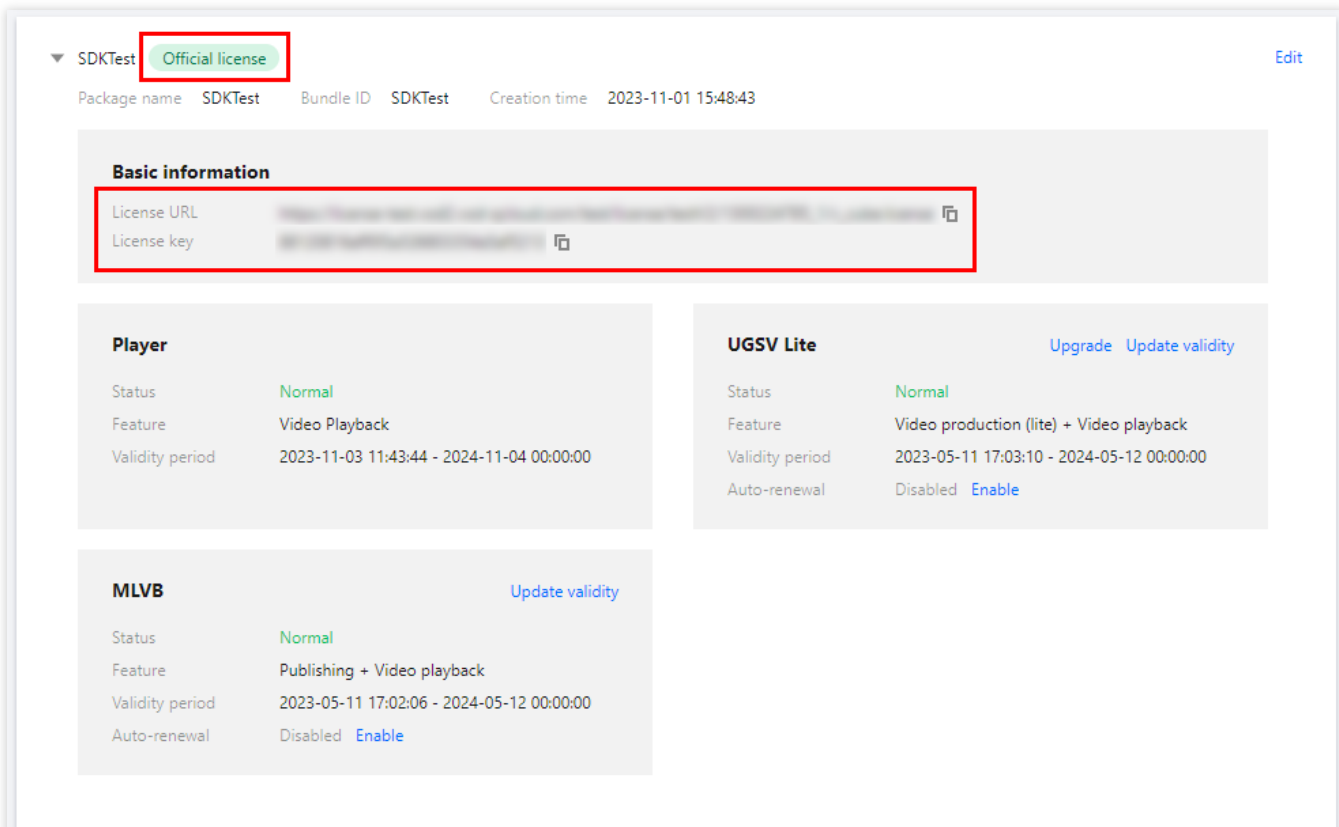 SDKTest Official license Edit
Package name SDKTest Bundle ID SDKTest Creation time 2023-11-01 15:48:43
Basic information
License URL
License key
Player
Status Normal
Feature Video Playback
Validity period 2023-11-03 11:43:44 - 2024-11-04 00:00:00
UGSV Lite Upgrade Update validity
Status Normal
Feature Video production (lite) + Video playback
Validity period 2023-05-11 17:03:10 - 2024-05-12 00:00:00
Auto-renewal Disabled Enable
MLVB Update validity
Status Normal
Feature Publishing + Video playback
Validity period 2023-05-11 17:02:06 - 2024-05-12 00:00:00
Auto-renewal Disabled Enable